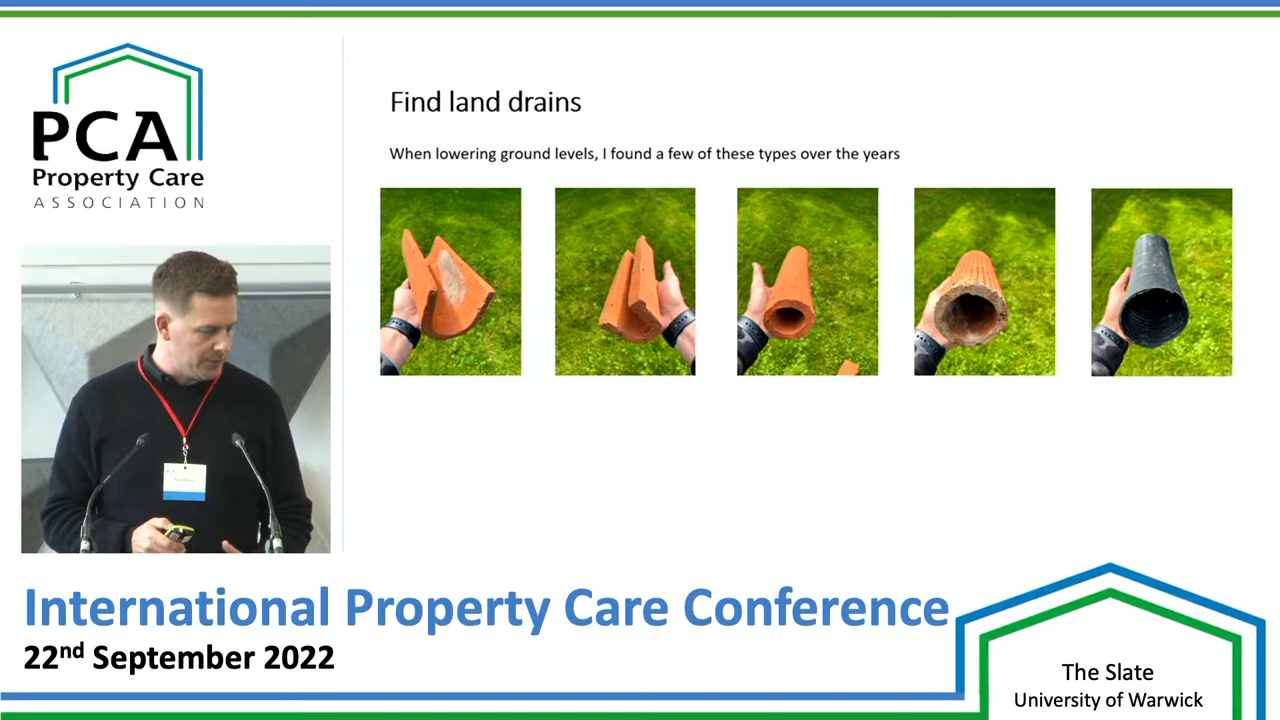 PCA
Property Care
ASSOCIATION
Find land drains
When lowering ground levels, I found a few of these types over the years
International Property Care Conference
22nd September 2022
The Slate
University of Warwick